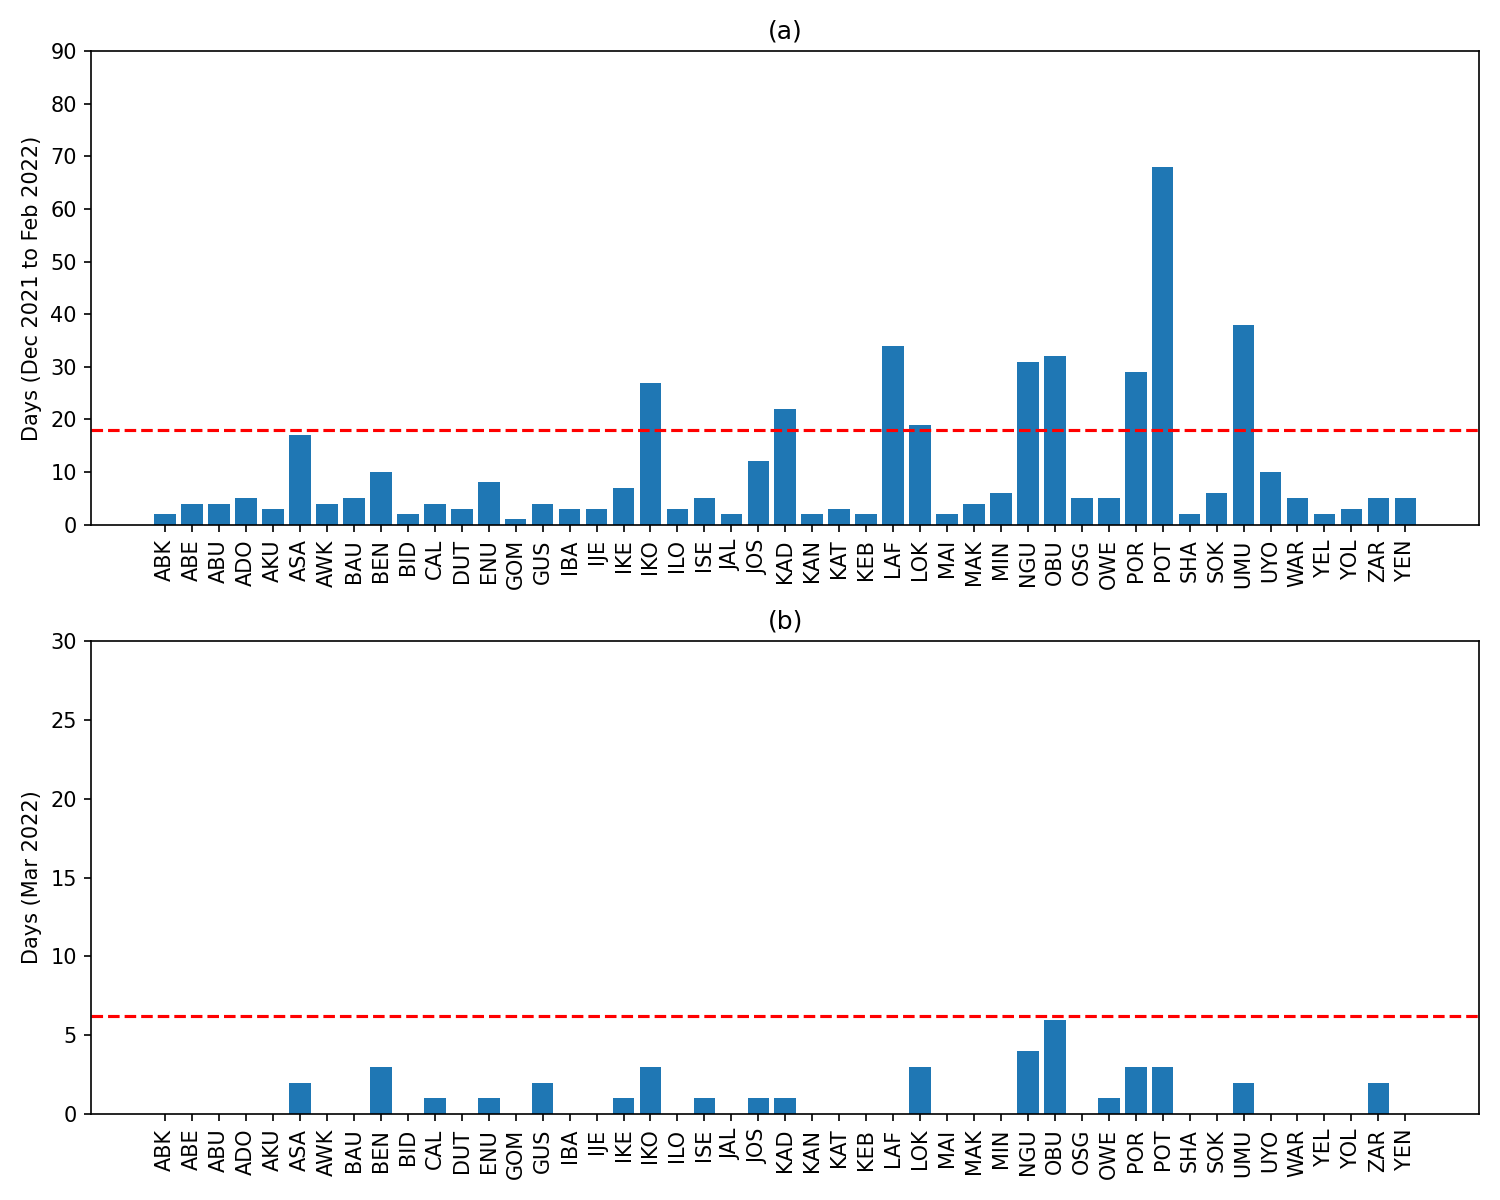 (a)
Days (Dec 2021 to Feb 2022)
90
80
70
60
50
40
30
20
10
0
ABK ABE ABU ADO AKU ASA AWK BAU BEN BID CAL DUT ENU GOM GUS IBA IJE IKE IKO ILO ISE JAL JOS KAD KAN KAT KEB LAF LOK MAI MAK MIN NGU OBU OSG OWE POR POT SHA SOK UMU UYO WAR YEL YOL ZAR YEN
(b)
Days (Mar 2022)
30
25
20
15
10
5
0
ABK ABE ABU ADO AKU ASA AWK BAU BEN BID CAL DUT ENU GOM GUS IBA IJE IKE IKO ILO ISE JAL JOS KAD KAN KAT KEB LAF LOK MAI MAK MIN NGU OBU OSG OWE POR POT SHA SOK UMU UYO WAR YEL YOL ZAR YEN